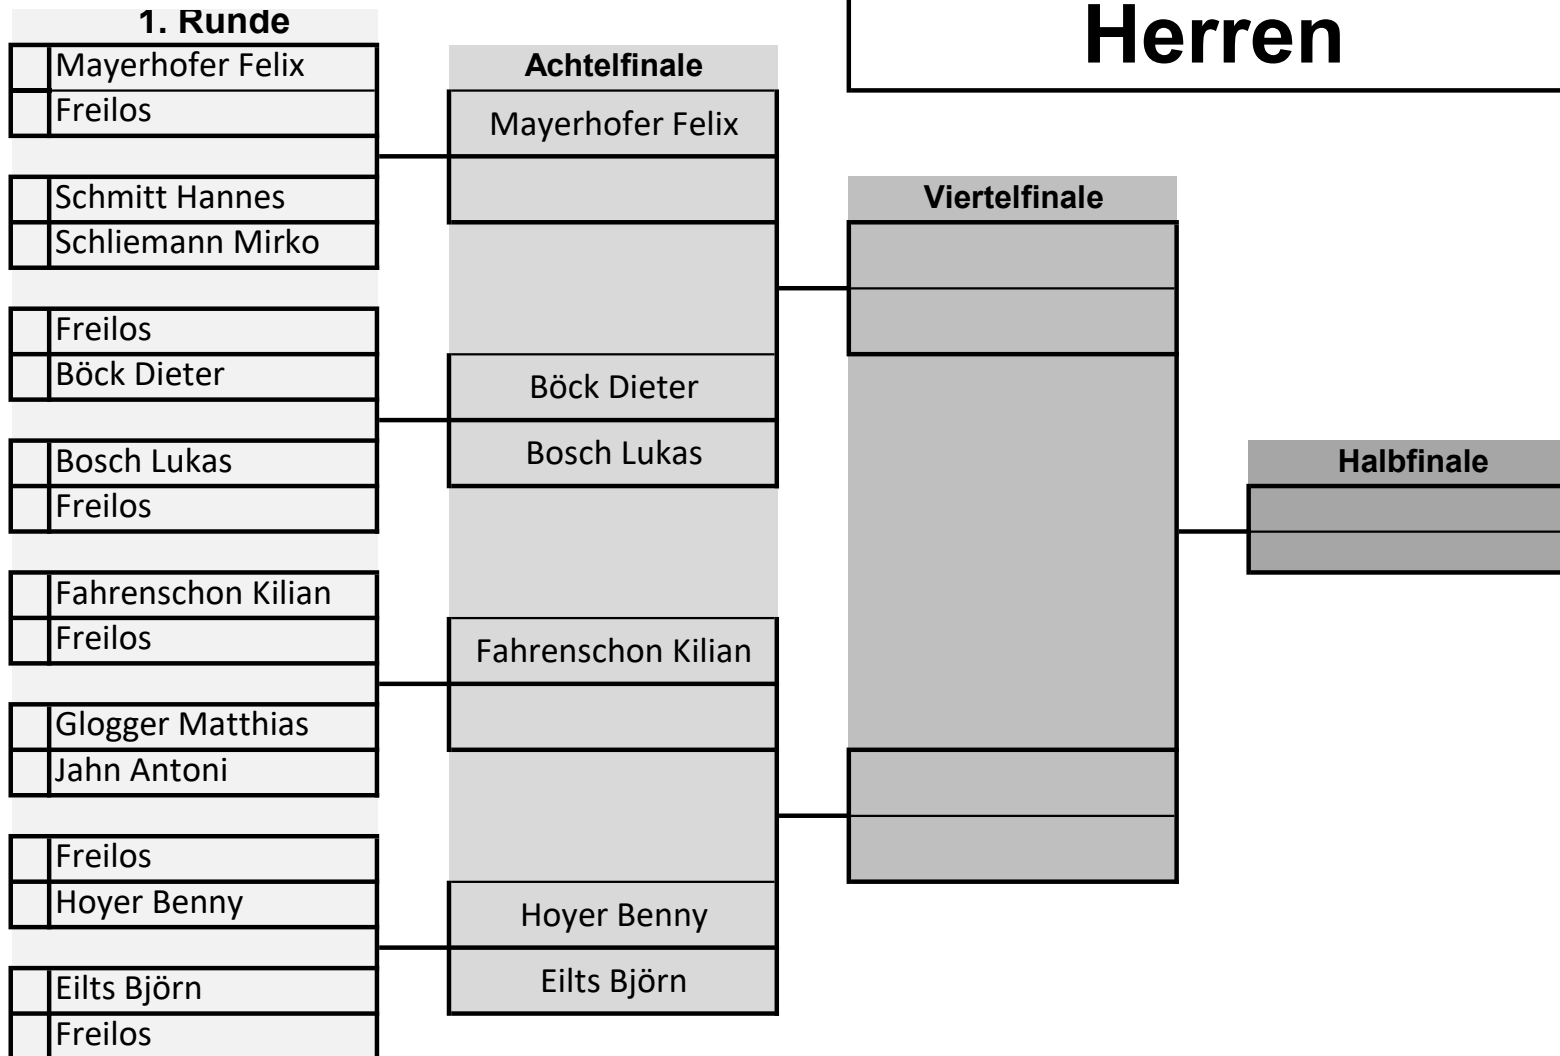 1. Runde
Mayerhofer Felix
Freilos
Schmitt Hannes
Schliemann Mirko
Freilos
Böck Dieter
Bosch Lukas
Freilos
Fahrenschon Kilian
Freilos
Glogger Matthias
Jahn Antoni
Freilos
Hoyer Benny
Eilts Björn
Freilos
Achtelfinale
Mayerhofer Felix
Böck Dieter
Bosch Lukas
Fahrenschon Kilian
Hoyer Benny
Eilts Björn
Herren
Viertelfinale
Halbfinale